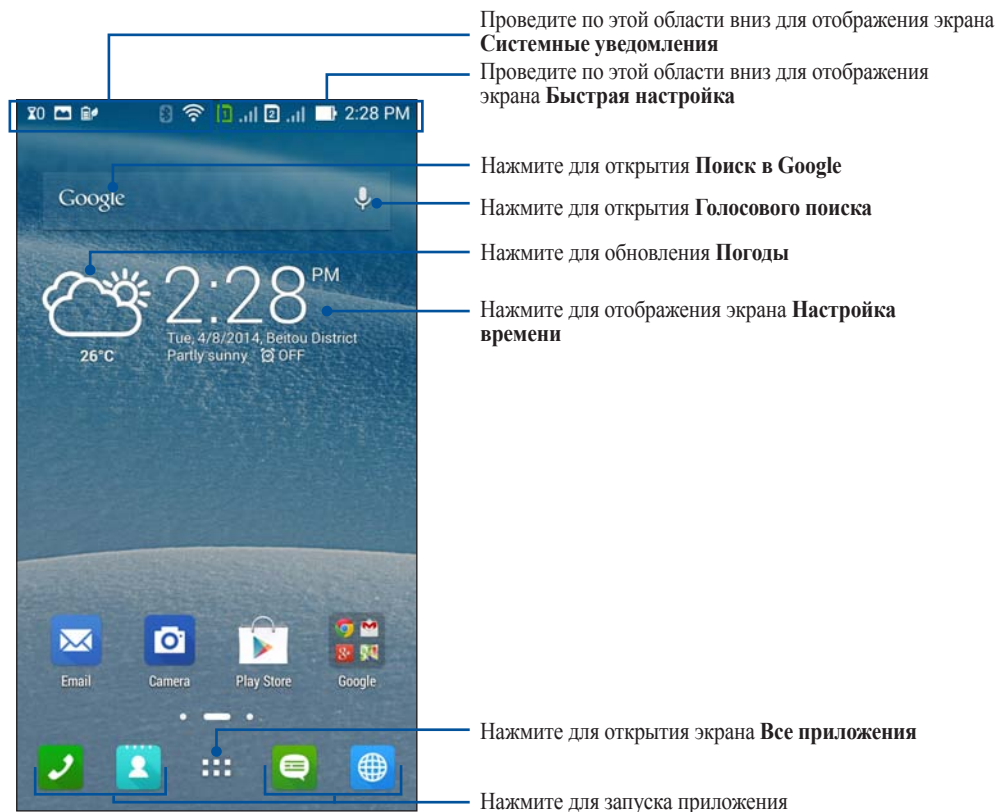 Проведите по этой области вниз для отображения экрана
Системные уведомления
Проведите по этой области вниз для отображения
экрана Быстрая настройка
0 1 2 2:28 PM
Нажмите для открытия Поиск в Google
Google
Нажмите для открытия Голосового поиска
Нажмите для обновления Погоды
2:28 PM
Нажмите для отображения экрана Настройка
времени
Tue, 4/8/2014, Beitou District
26°C Partly sunny OFF
Email Camera Play Store Google
Нажмите для открытия экрана Все приложения
Нажмите для запуска приложения